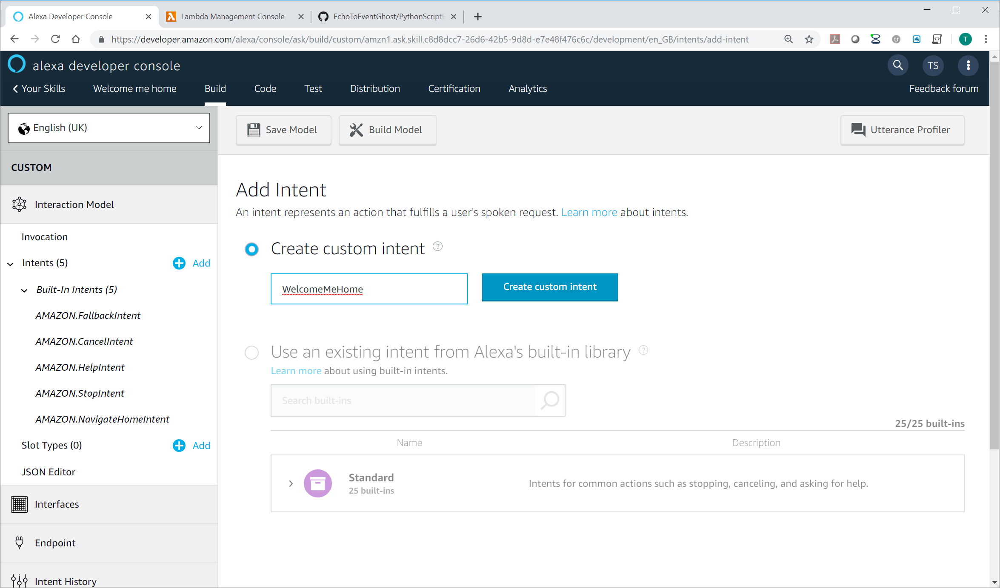 Alexa Developer Console
Lambda Management Console
EchoToEventGhost/PythonScriptE
https://developer.amazon.com/alexa/console/ask/build/custom/amzn1.ask.skill.c8d8dcc7-26d6-42b5-9d8d-e7e48f476c6c/development/en_GB/intents/add-intent
T
alexa developer console
TS
Your Skills
Welcome me home
Build
Code
Test
Distribution
Certification
Analytics
Feedback forum
English (UK)
Save Model
Build Model
Utterance Profiler
CUSTOM
Interaction Model
Invocation
Intents (5)
Add
Built-In Intents (5)
AMAZON.FallbackIntent
AMAZON.CancelIntent
AMAZON.HelpIntent
AMAZON.StopIntent
AMAZON.NavigateHomeIntent
Slot Types (0)
Add
JSON Editor
Interfaces
Endpoint
Intent History
Add Intent
An intent represents an action that fulfills a user's spoken request. Learn more about intents.
Create custom intent ?
WelcomeMeHome
Create custom intent
Use an existing intent from Alexa's built-in library ?
Learn more about using built-in intents.
Search built-ins
25/25 built-ins
Name
Description
Standard
25 built-ins
Intents for common actions such as stopping, canceling, and asking for help.